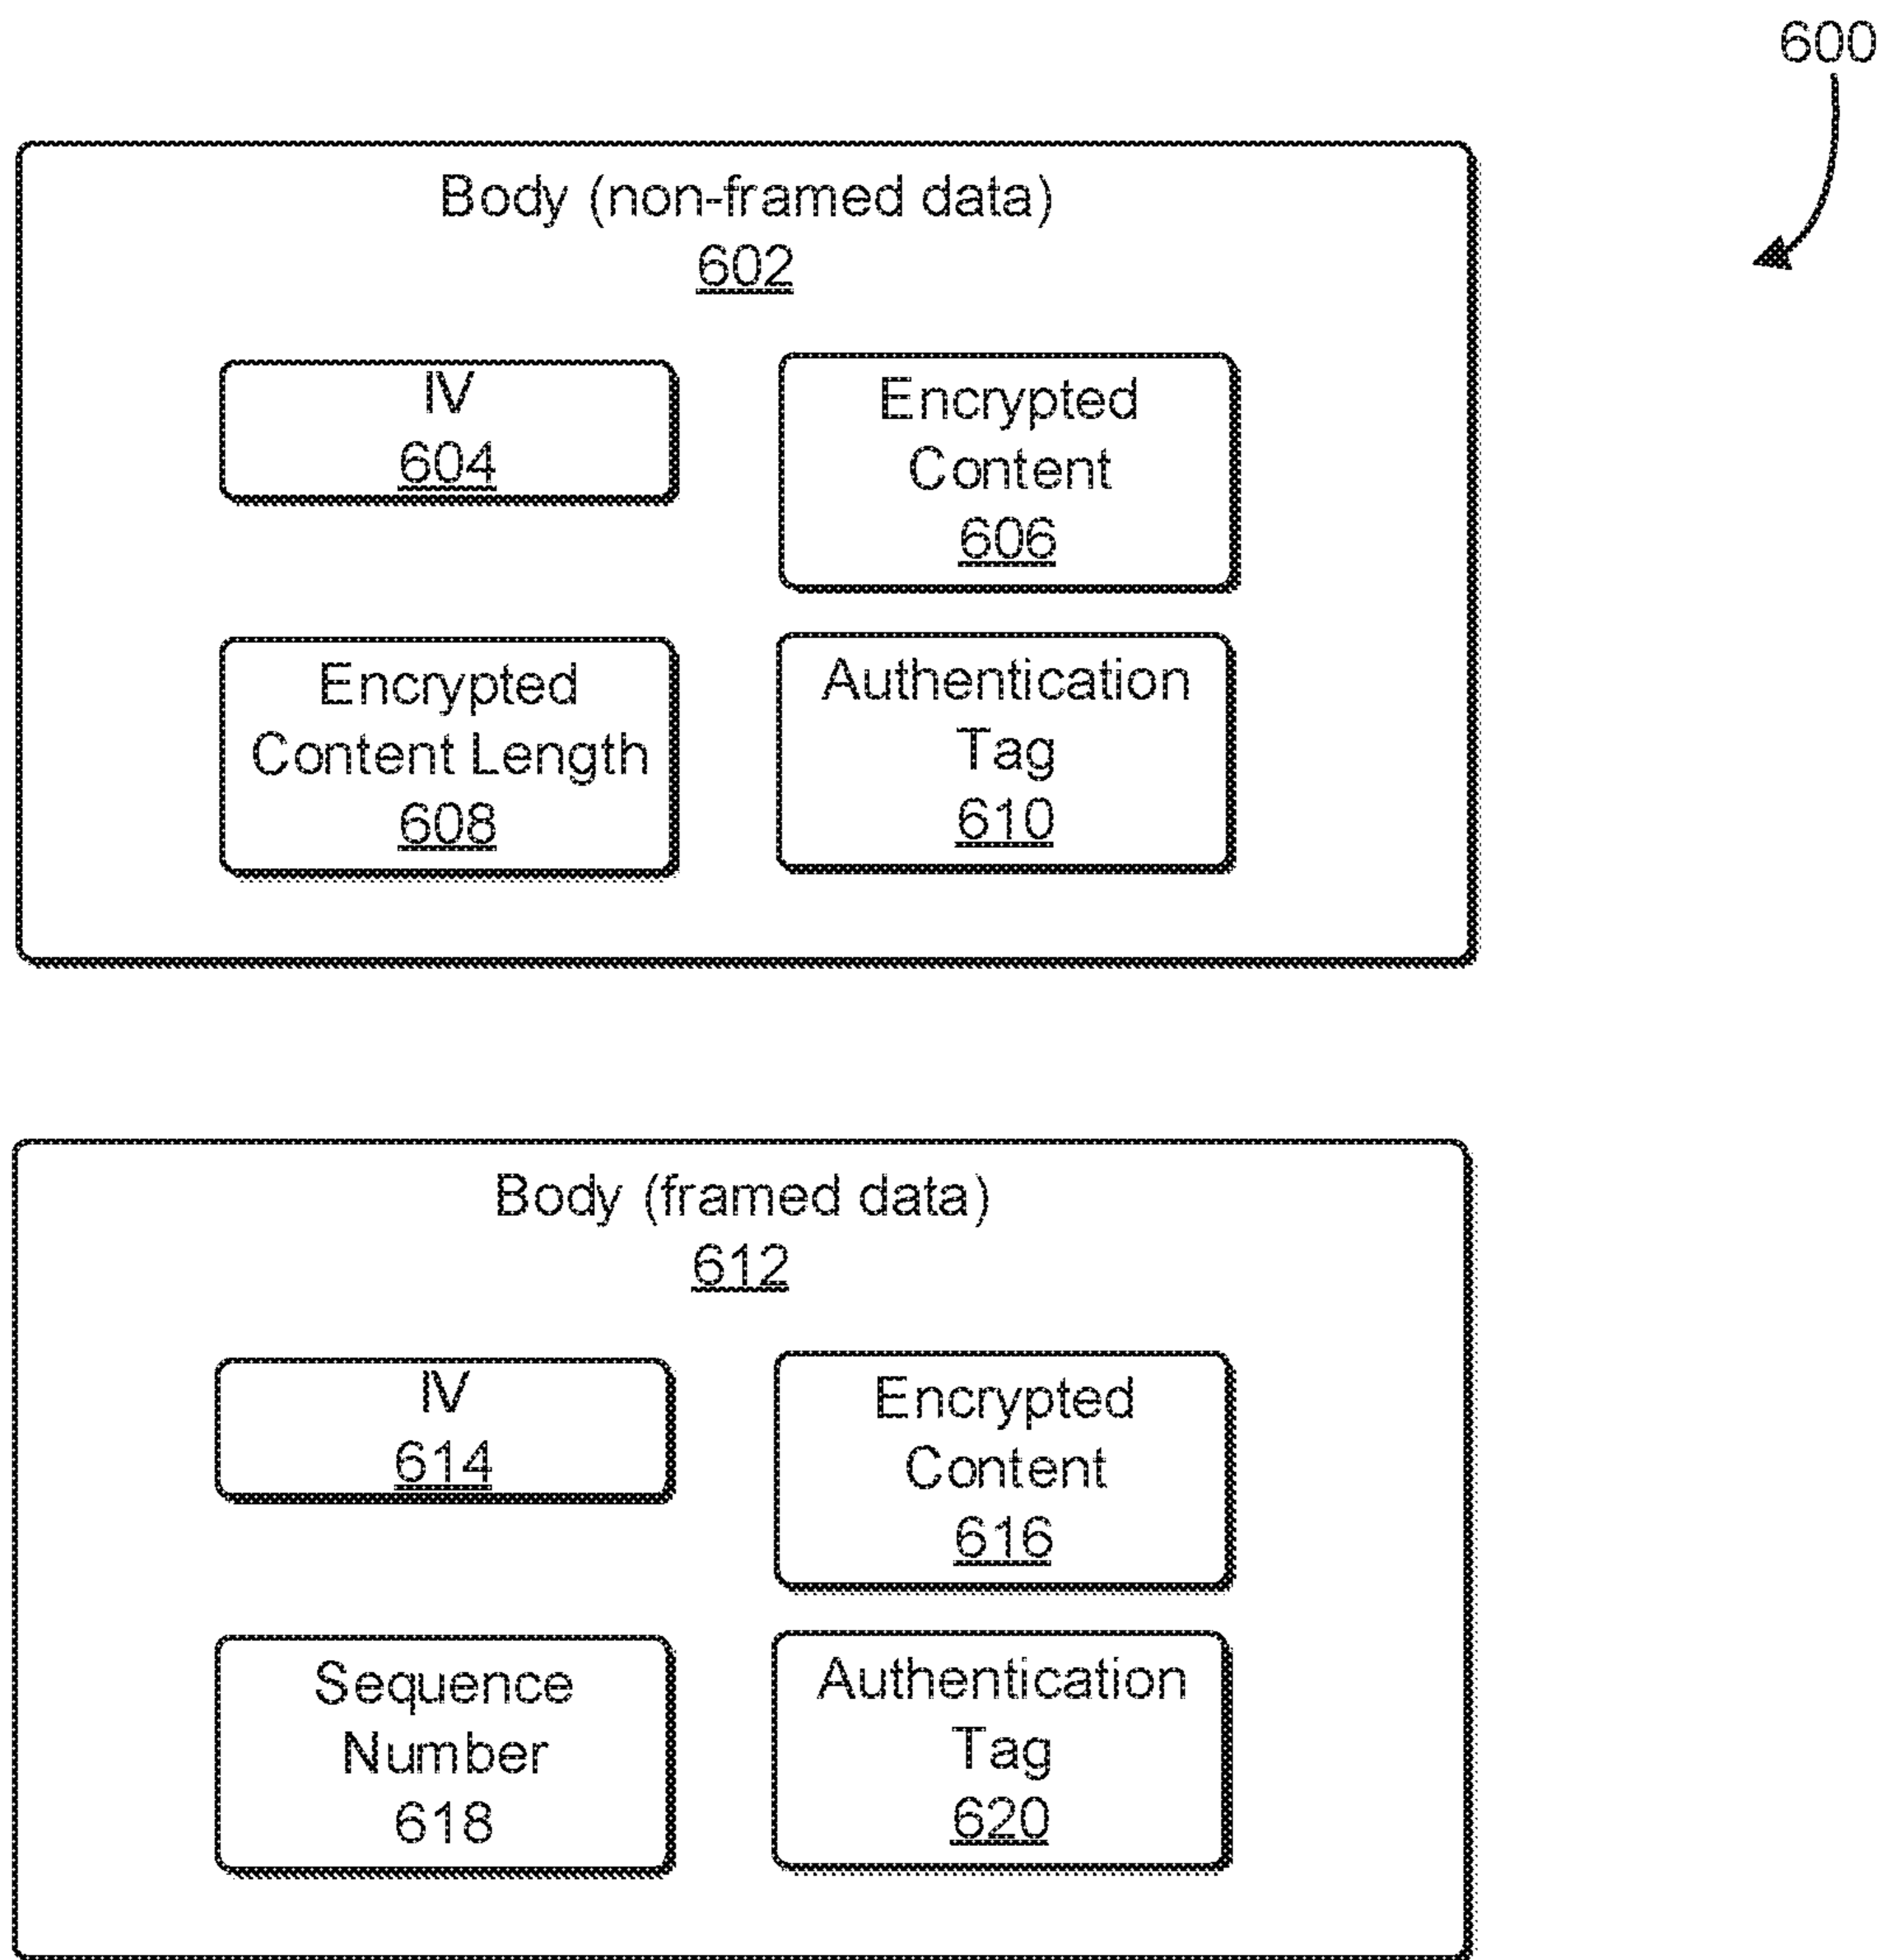 600
Body (non-framed data)
602
IV
604
Encrypted
Content
606
Encrypted
Content Length
608
Authentication
Tag
610
Body (framed data)
612
IV
614
Encrypted
Content
616
Sequence
Number
618
Authentication
Tag
620